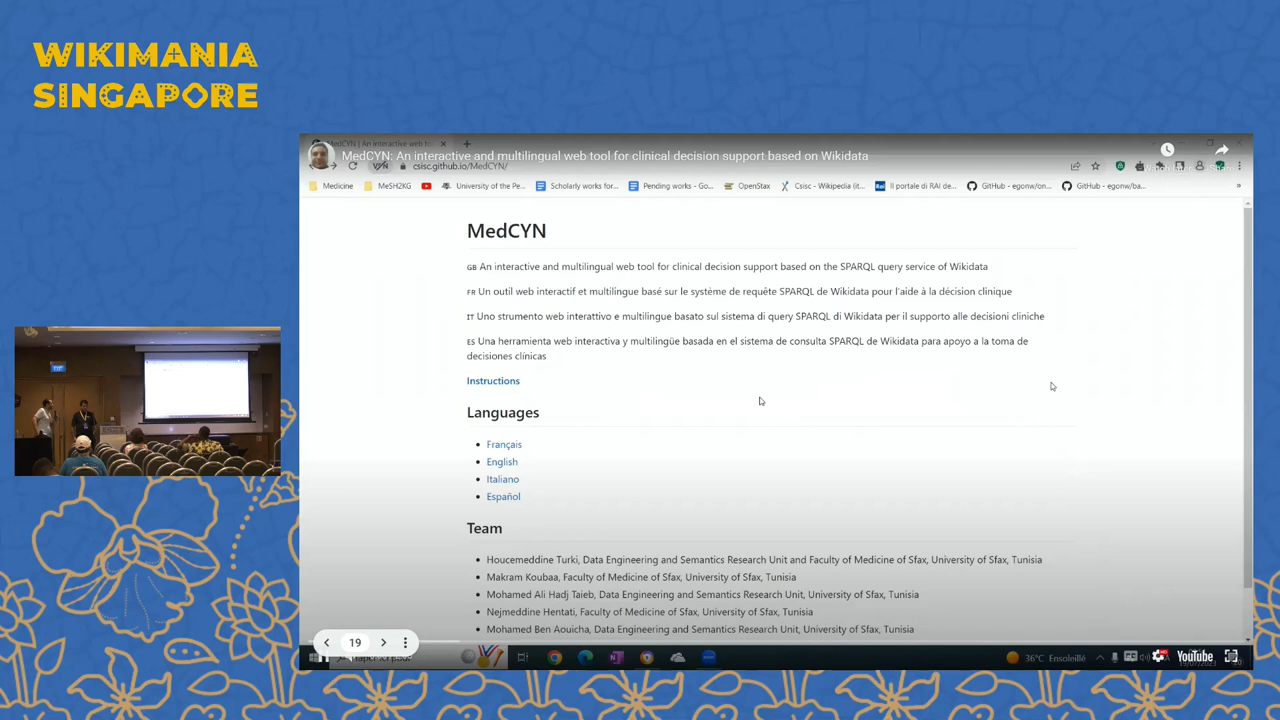 WIKIMANIA
SINGAPORE
MedCYN: An interactive and multilingual web tool for clinical decision support based on Wikidata
csisc.github.io/MedCYN/
Medicine
MeSH2KG
University of the Pe...
Scholarly works for...
Pending works - Go...
OpenStax
Csisc - Wikipedia (it...
Il portale di RAI de...
GitHub - egonw/on...
GitHub - egonw/ba...
»
MedCYN
GB An interactive and multilingual web tool for clinical decision support based on the SPARQL query service of Wikidata
FR Un outil web interactif et multilingue basé sur le système de requête SPARQL de Wikidata pour l'aide à la décision clinique
IT Uno strumento web interattivo e multilingue basato sul sistema di query SPARQL di Wikidata per il supporto alle decisioni cliniche
ES Una herramienta web interactiva y multilingüe basada en el sistema de consulta SPARQL de Wikidata para apoyo a la toma de
decisiones clínicas
Instructions
Languages
Français
English
Italiano
Español
Team
Houcemeddine Turki, Data Engineering and Semantics Research Unit and Faculty of Medicine of Sfax, University of Sfax, Tunisia
Makram Koubaa, Faculty of Medicine of Sfax, University of Sfax, Tunisia
Mohamed Ali Hadj Taieb, Data Engineering and Semantics Research Unit, University of Sfax, Tunisia
Nejmeddine Hentati, Faculty of Medicine of Sfax, University of Sfax, Tunisia
Mohamed Ben Aouicha, Data Engineering and Semantics Research Unit, University of Sfax, Tunisia
19
36°C Ensoleillé
YouTube